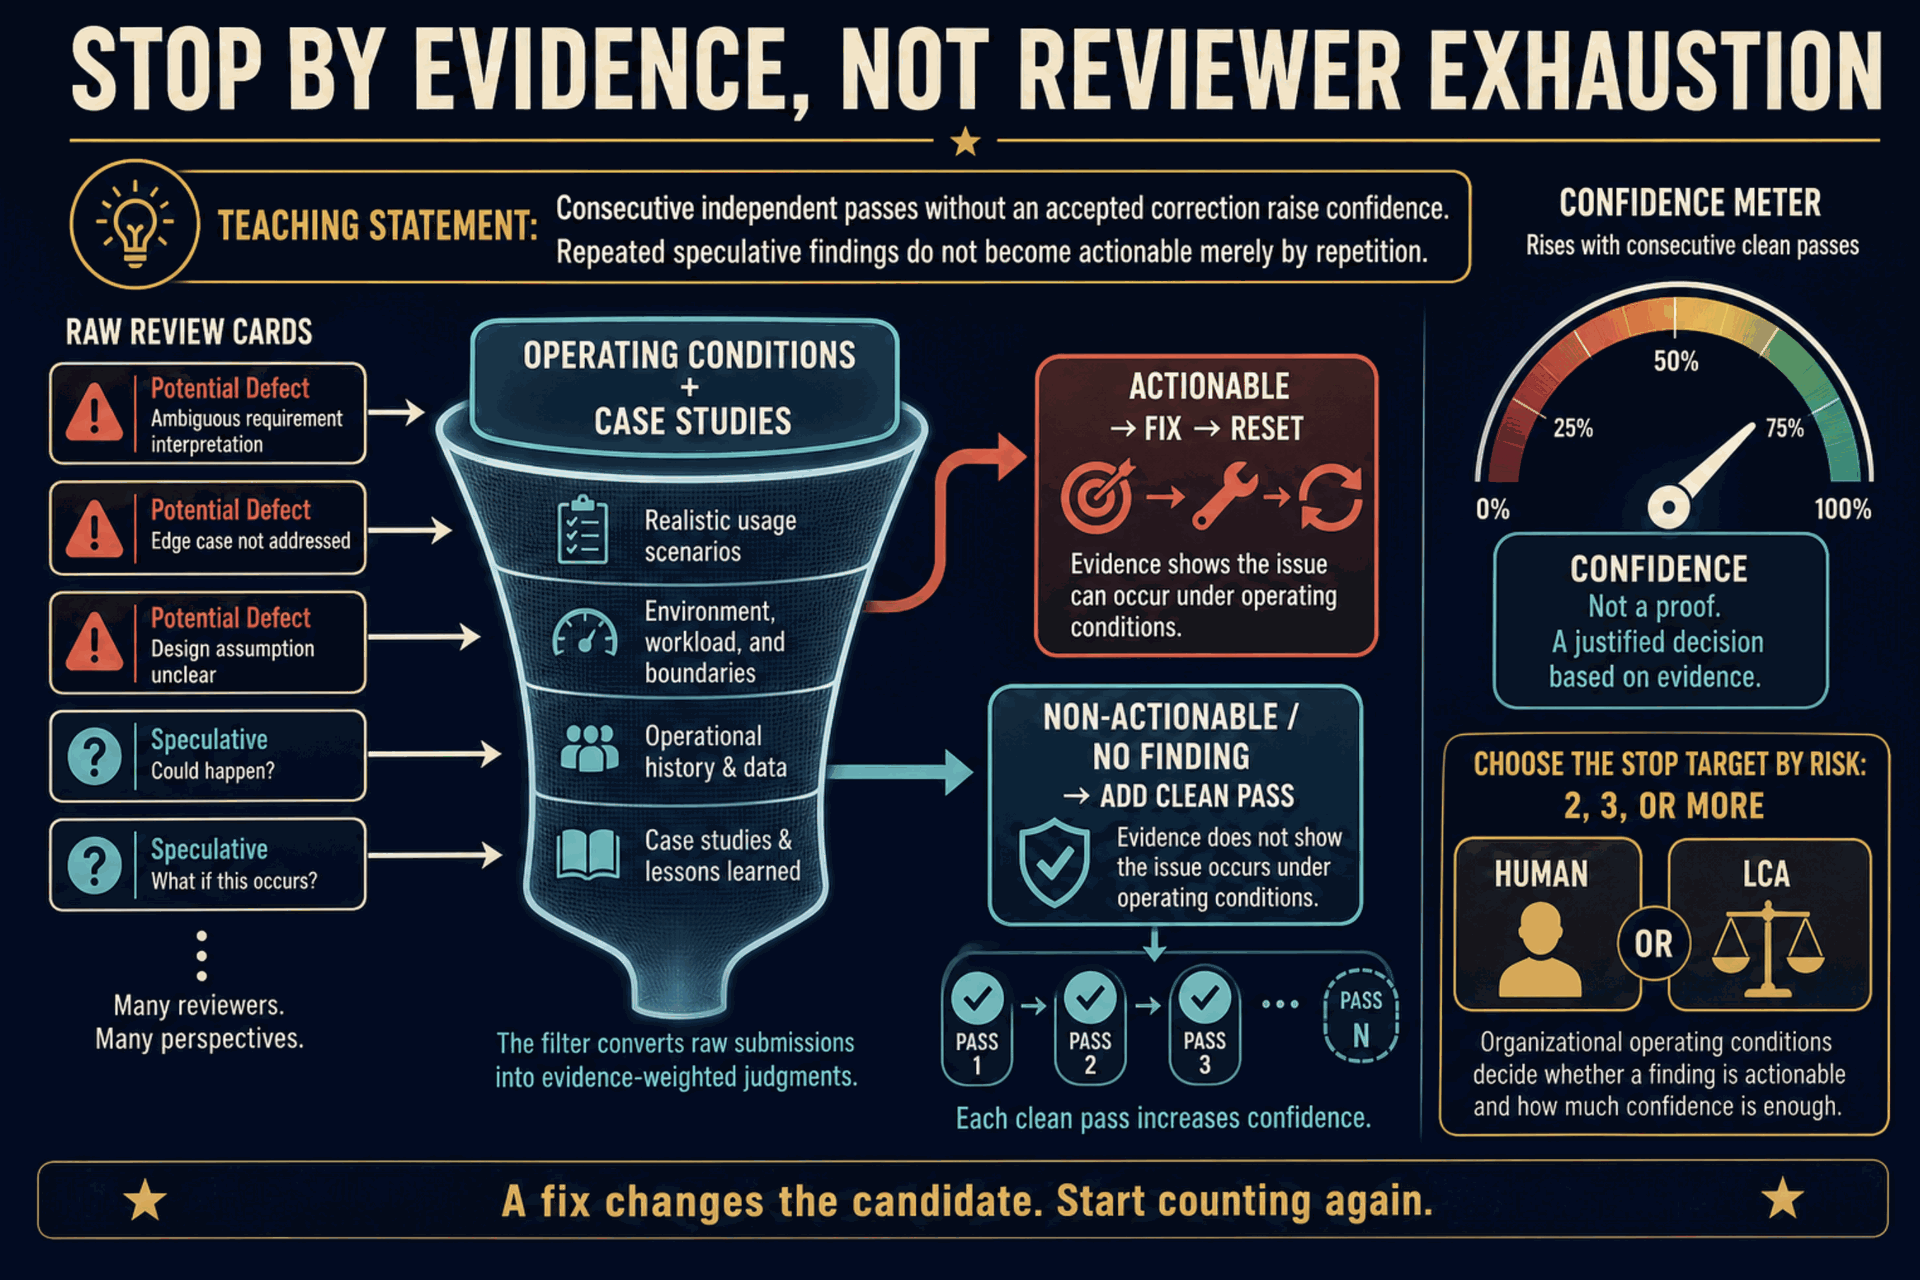 STOP BY EVIDENCE, NOT REVIEWER EXHAUSTION
TEACHING STATEMENT:
Consecutive independent passes without an accepted correction raise confidence.
Repeated speculative findings do not become actionable merely by repetition.
RAW REVIEW CARDS
Potential Defect
Ambiguous requirement
interpretation
Potential Defect
Edge case not addressed
Potential Defect
Design assumption
unclear
Speculative
Could happen?
Speculative
What if this occurs?
Many reviewers.
Many perspectives.
OPERATING CONDITIONS
+
CASE STUDIES
Realistic usage
scenarios
Environment,
workload, and
boundaries
Operational
history & data
Case studies &
lessons learned
The filter converts raw submissions
into evidence-weighted judgments.
ACTIONABLE
→ FIX → RESET
Evidence shows the issue
can occur under operating
conditions.
NON-ACTIONABLE /
NO FINDING
→ ADD CLEAN PASS
Evidence does not show
the issue occurs under
operating conditions.
PASS
1
PASS
2
PASS
3
PASS
N
Each clean pass increases confidence.
CONFIDENCE METER
Rises with consecutive clean passes
0%
25%
50%
75%
100%
CONFIDENCE
Not a proof.
A justified decision
based on evidence.
CHOOSE THE STOP TARGET BY RISK:
2, 3, OR MORE
HUMAN
OR
LCA
Organizational operating conditions
decide whether a finding is actionable
and how much confidence is enough.
A fix changes the candidate. Start counting again.